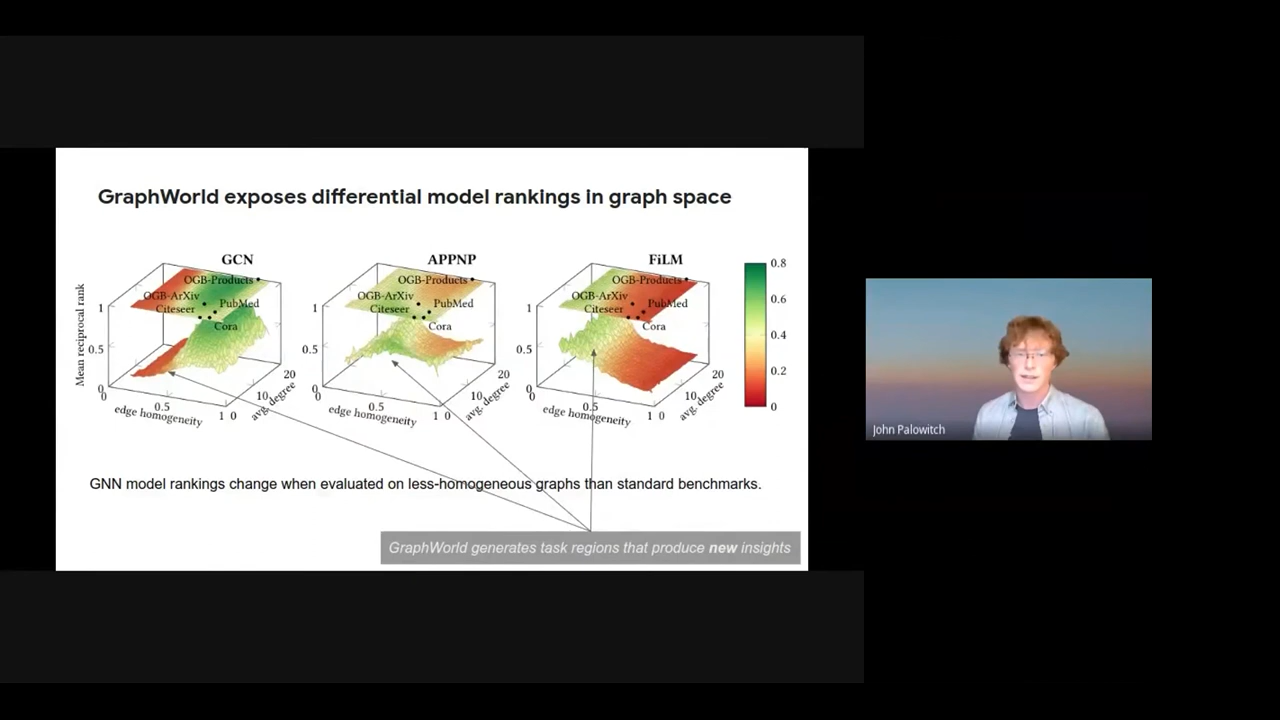 GraphWorld exposes differential model rankings in graph space
GCN
APPNP
FiLM
OGB-Products
OGB-ArXiv
PubMed
Citeseer
Cora
OGB-Products
OGB-ArXiv
PubMed
Citeseer
Cora
OGB-Products
OGB-ArXiv
PubMed
Citeseer
Cora
Mean reciprocal rank
1
0.5
0
0
0.5
1
edge homogeneity
0
10
20
avg. degree
1
0.5
0
0
0.5
1
edge homogeneity
0
10
20
avg. degree
1
0.5
0
0
0.5
1
edge homogeneity
0
10
20
avg. degree
0.8
0.6
0.4
0.2
0
GNN model rankings change when evaluated on less-homogeneous graphs than standard benchmarks.
GraphWorld generates task regions that produce new insights
John Palowitch